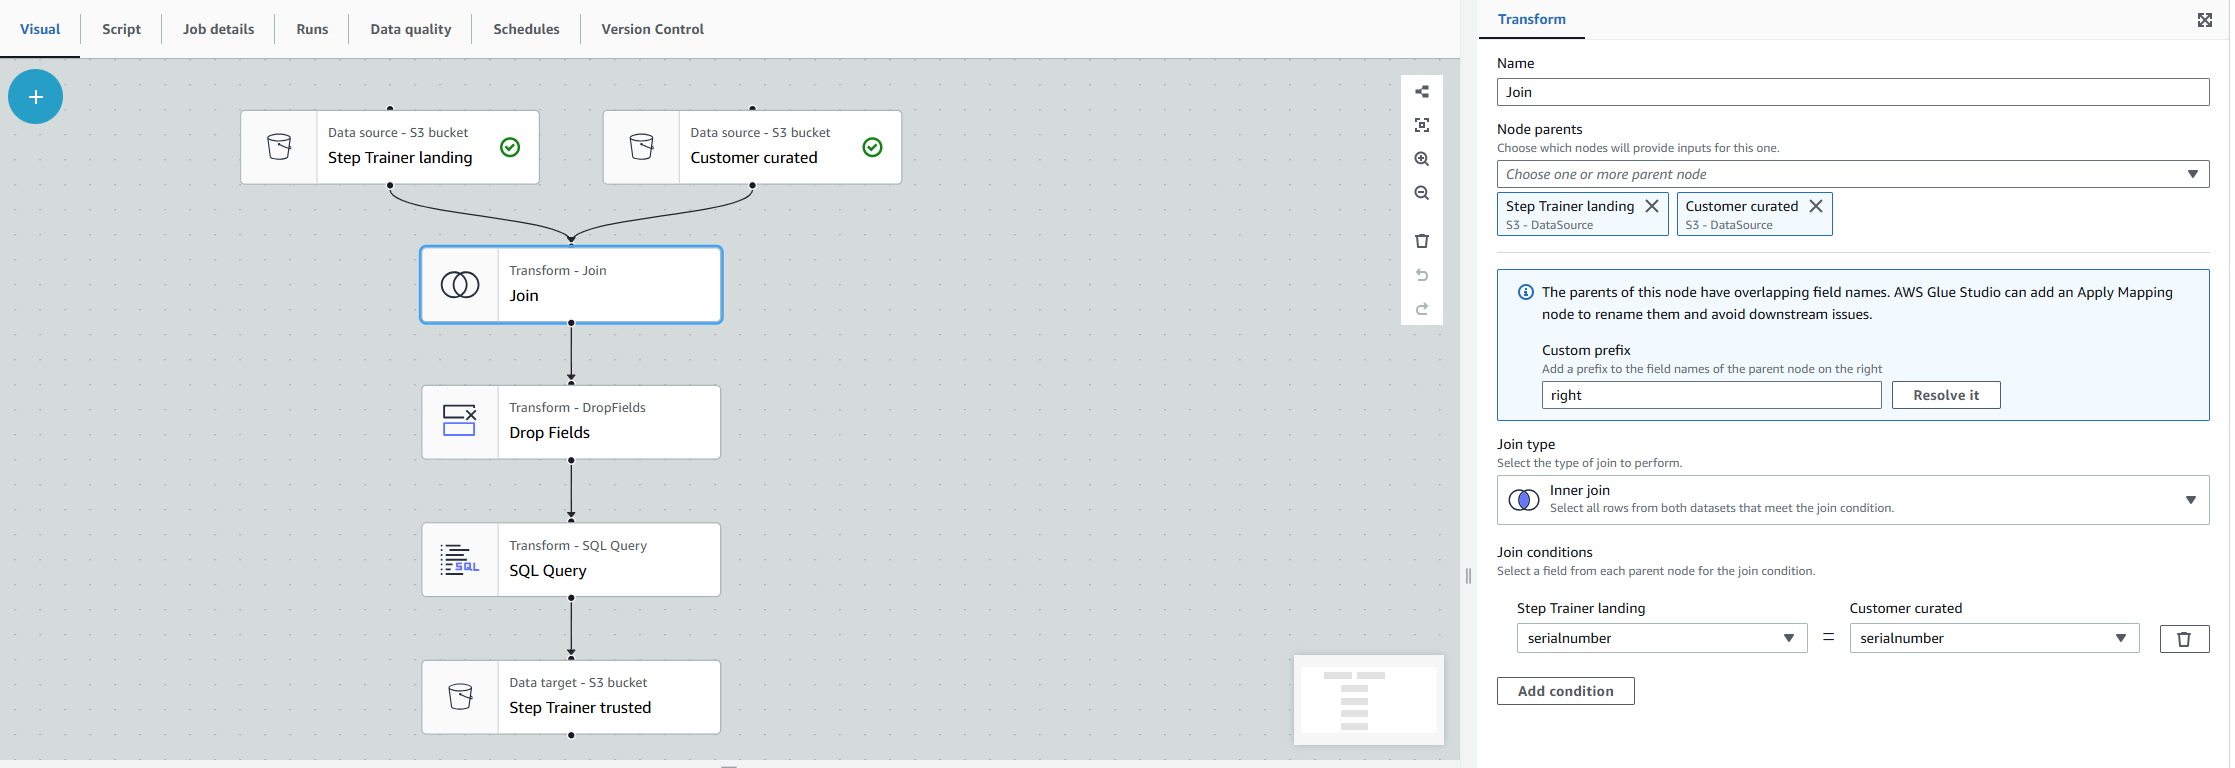 Visual
Script
Job details
Runs
Data quality
Schedules
Version Control
Data source - S3 bucket
Step Trainer landing
Data source - S3 bucket
Customer curated
Transform - Join
Join
Transform - DropFields
Drop Fields
SQL
Transform - SQL Query
SQL Query
Data target - S3 bucket
Step Trainer trusted
Transform
Name
Join
Node parents
Choose which nodes will provide inputs for this one.
Choose one or more parent node
Step Trainer landing
S3 - DataSource
Customer curated
S3 - DataSource
The parents of this node have overlapping field names. AWS Glue Studio can add an Apply Mapping
node to rename them and avoid downstream issues.
Custom prefix
Add a prefix to the field names of the parent node on the right
right
Resolve it
Join type
Select the type of join to perform.
Inner join
Select all rows from both datasets that meet the join condition.
Join conditions
Select a field from each parent node for the join condition.
Step Trainer landing
Customer curated
serialnumber = serialnumber
Add condition